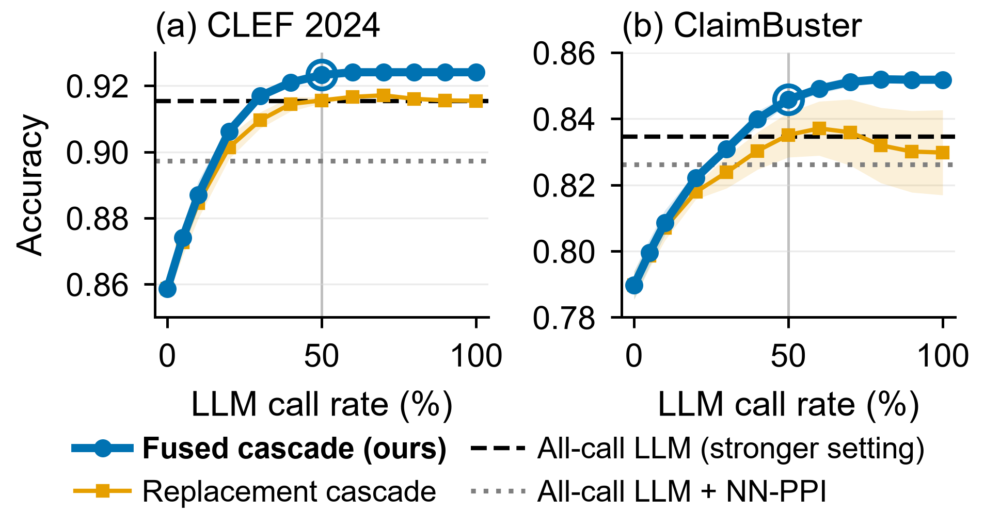 (a) CLEF 2024
(b) ClaimBuster
Accuracy
0.92
0.90
0.88
0.86
0.86
0.84
0.82
0.80
0.78
0 50 100
0 50 100
LLM call rate (%)
LLM call rate (%)
Fused cascade (ours)
All-call LLM (stronger setting)
Replacement cascade
All-call LLM + NN-PPI